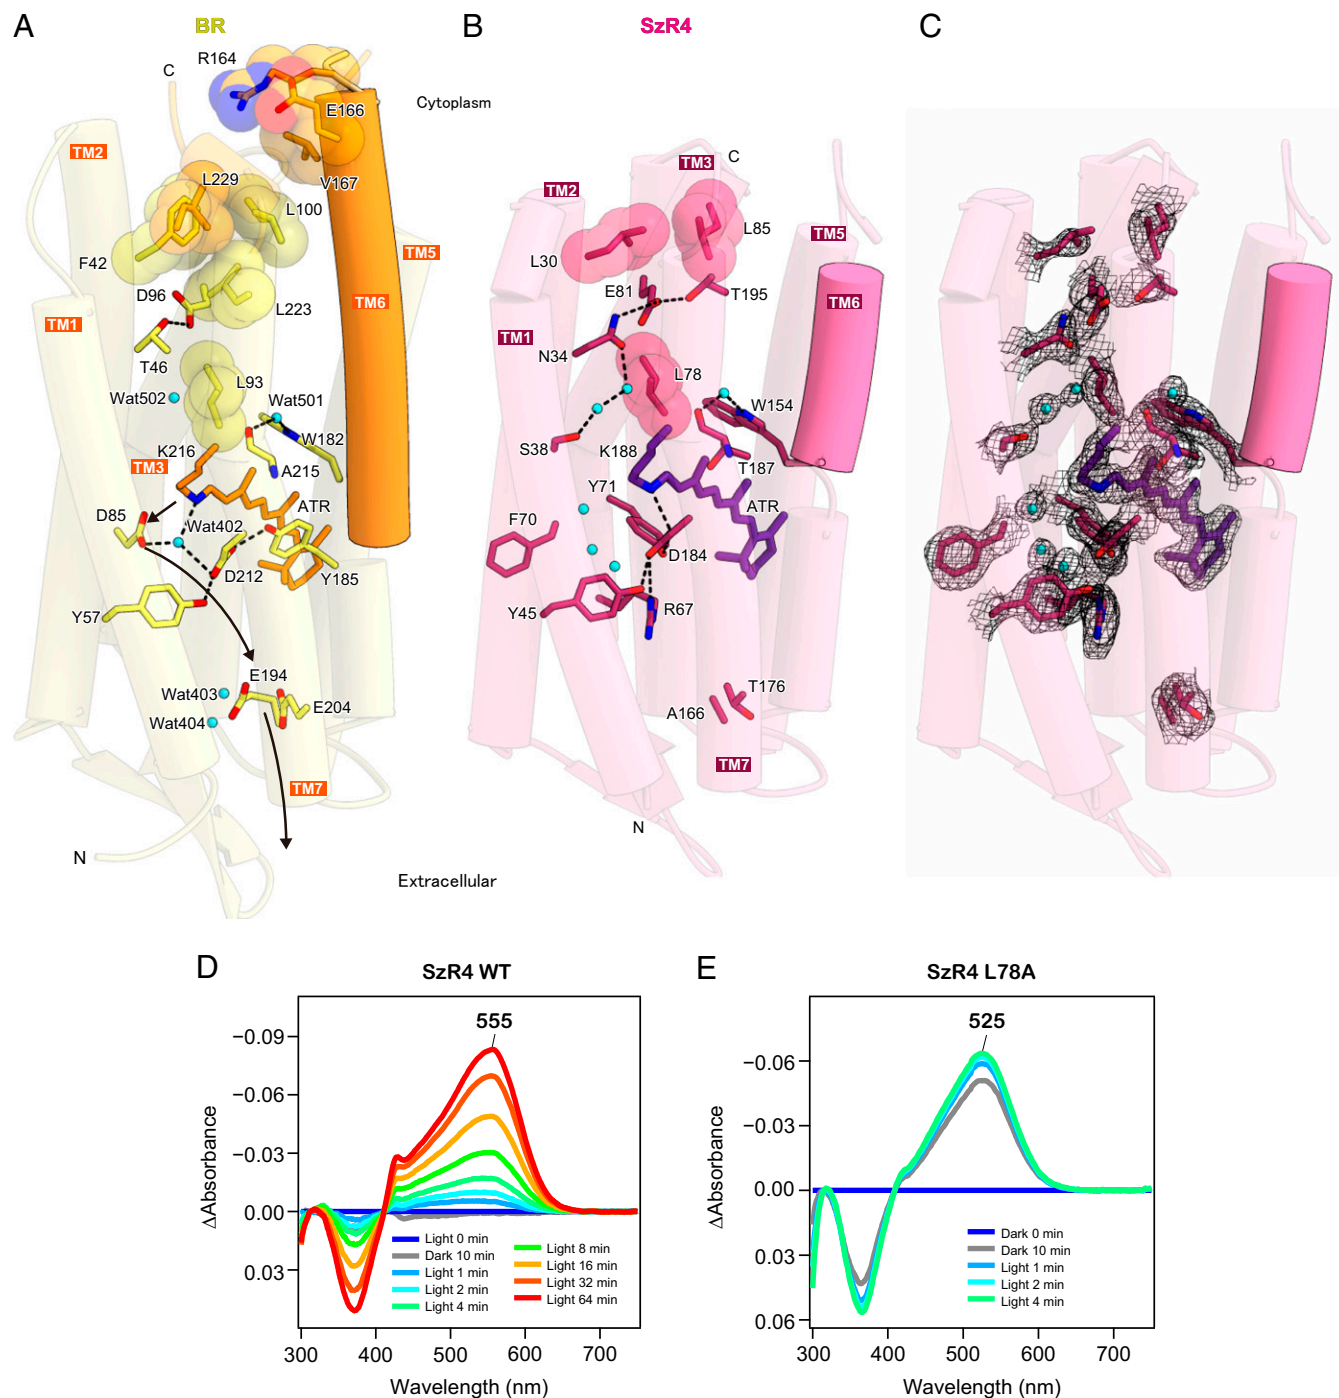 A
BR
B
SzR4
C
R164
C
E166
Cytoplasm
TM2
V167
L229
L100
TM5
F42
D96
L223
TM6
TM1
T46
L93
Wat502
Wat501
W182
K216
TM3
A215
ATR
D85
Wat402
D212
Y185
Y57
E194
Wat403
E204
Wat404
TM7
N
Extracellular
TM3
C
TM2
L85
TM5
L30
E81
T195
TM6
TM1
N34
L78
W154
S38
K188
T187
Y71
ATR
F70
D184
Y45
R67
T176
A166
TM7
N
D
SzR4 WT
555
−0.09
−0.06
−0.03
0.00
0.03
ΔAbsorbance
Light 0 min
Dark 10 min
Light 1 min
Light 2 min
Light 4 min
Light 8 min
Light 16 min
Light 32 min
Light 64 min
300 400 500 600 700
Wavelength (nm)
E
SzR4 L78A
525
−0.06
−0.03
0.00
0.03
0.06
ΔAbsorbance
Dark 0 min
Dark 10 min
Light 1 min
Light 2 min
Light 4 min
300 400 500 600 700
Wavelength (nm)